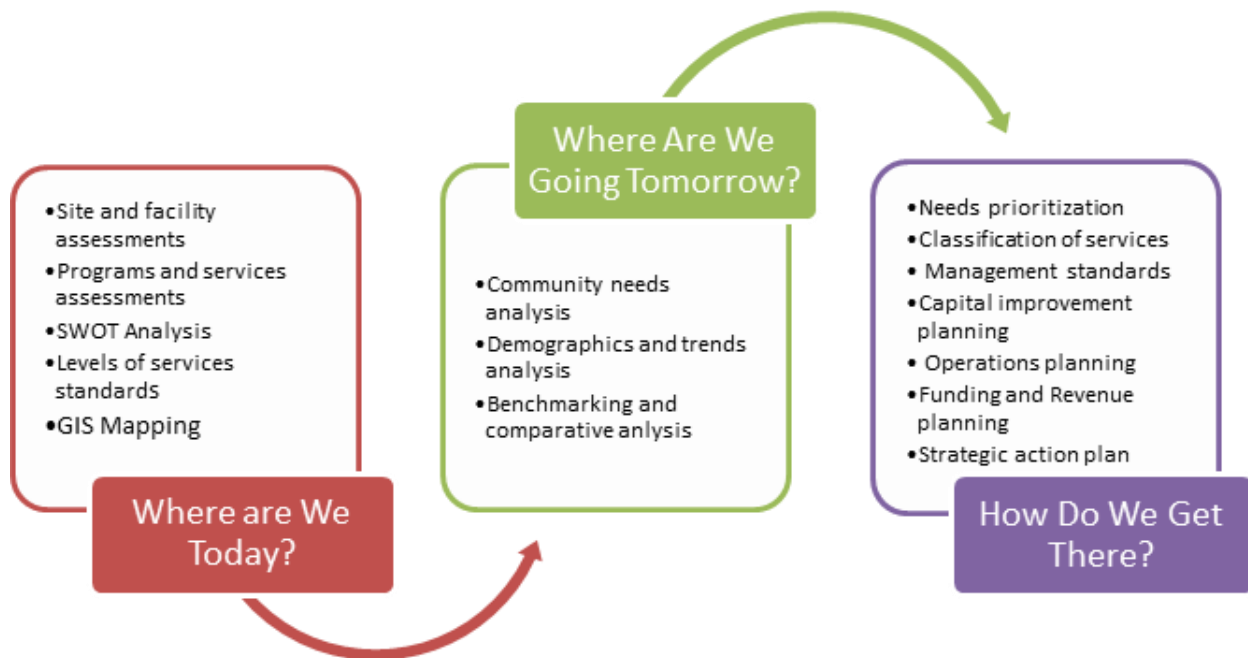 •Site and facility
assessments
•Programs and services
assessments
•SWOT Analysis
•Levels of services
standards
•GIS Mapping
Where are We
Today?
Where Are We
Going Tomorrow?
•Community needs
analysis
•Demographics and trends
analysis
•Benchmarking and
comparative anlysis
•Needs prioritization
•Classification of services
• Management standards
•Capital improvement
planning
• Operations planning
•Funding and Revenue
planning
•Strategic action plan
How Do We Get
There?